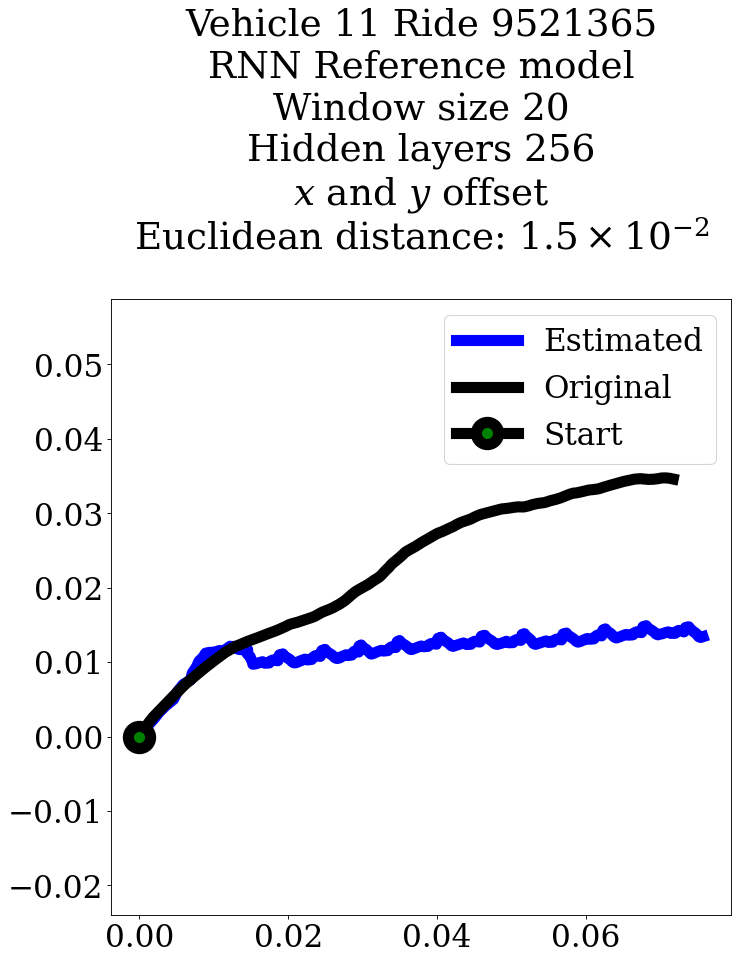 Vehicle 11 Ride 9521365
RNN Reference model
Window size 20
Hidden layers 256
x and y offset
Euclidean distance: 1.5 × 10⁻²
Estimated
Original
Start
0.05
0.04
0.03
0.02
0.01
0.00
−0.01
−0.02
0.00 0.02 0.04 0.06